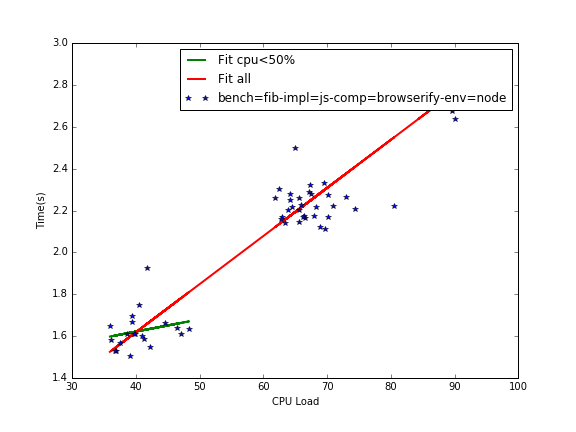 3.0
2.8
2.6
2.4
2.2
2.0
1.8
1.6
1.4
Time(s)
Fit cpu<50%
Fit all
bench=fib-impl=js-comp=browserify-env=node
30 40 50 60 70 80 90 100
CPU Load